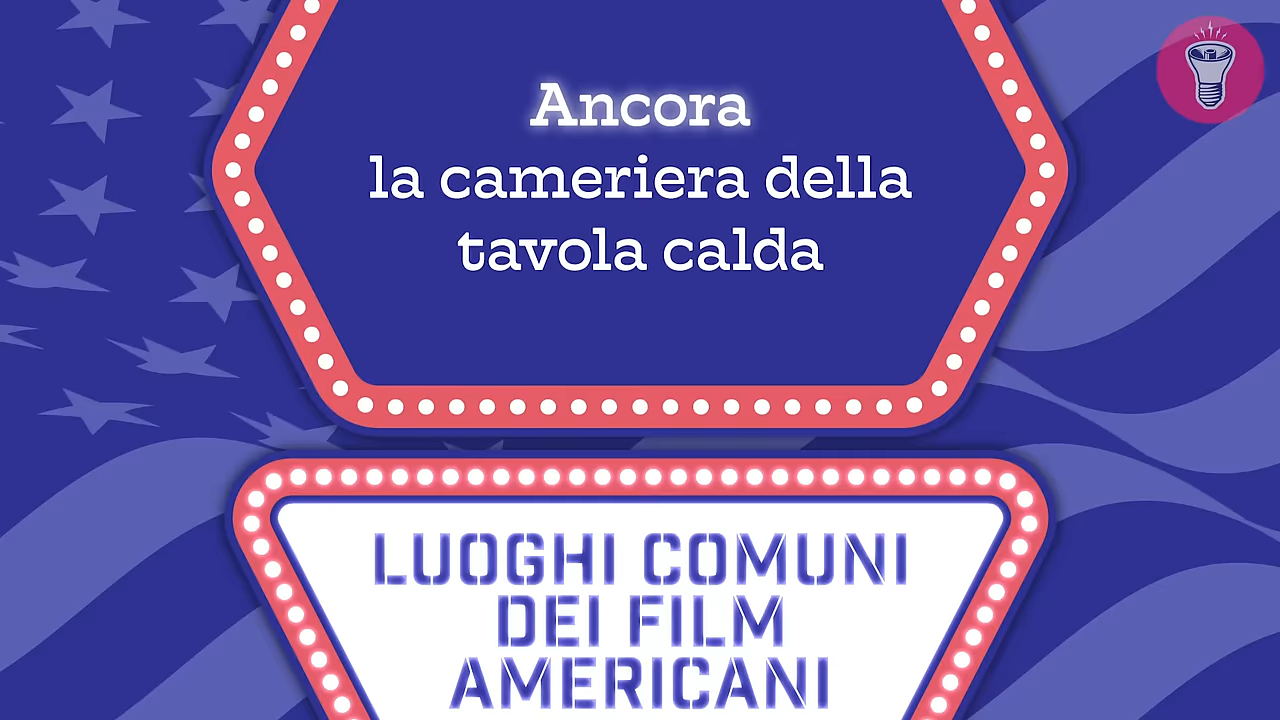 Ancora
la cameriera della
tavola calda
LUOGHI COMUNI
DEI FILM
AMERICANI